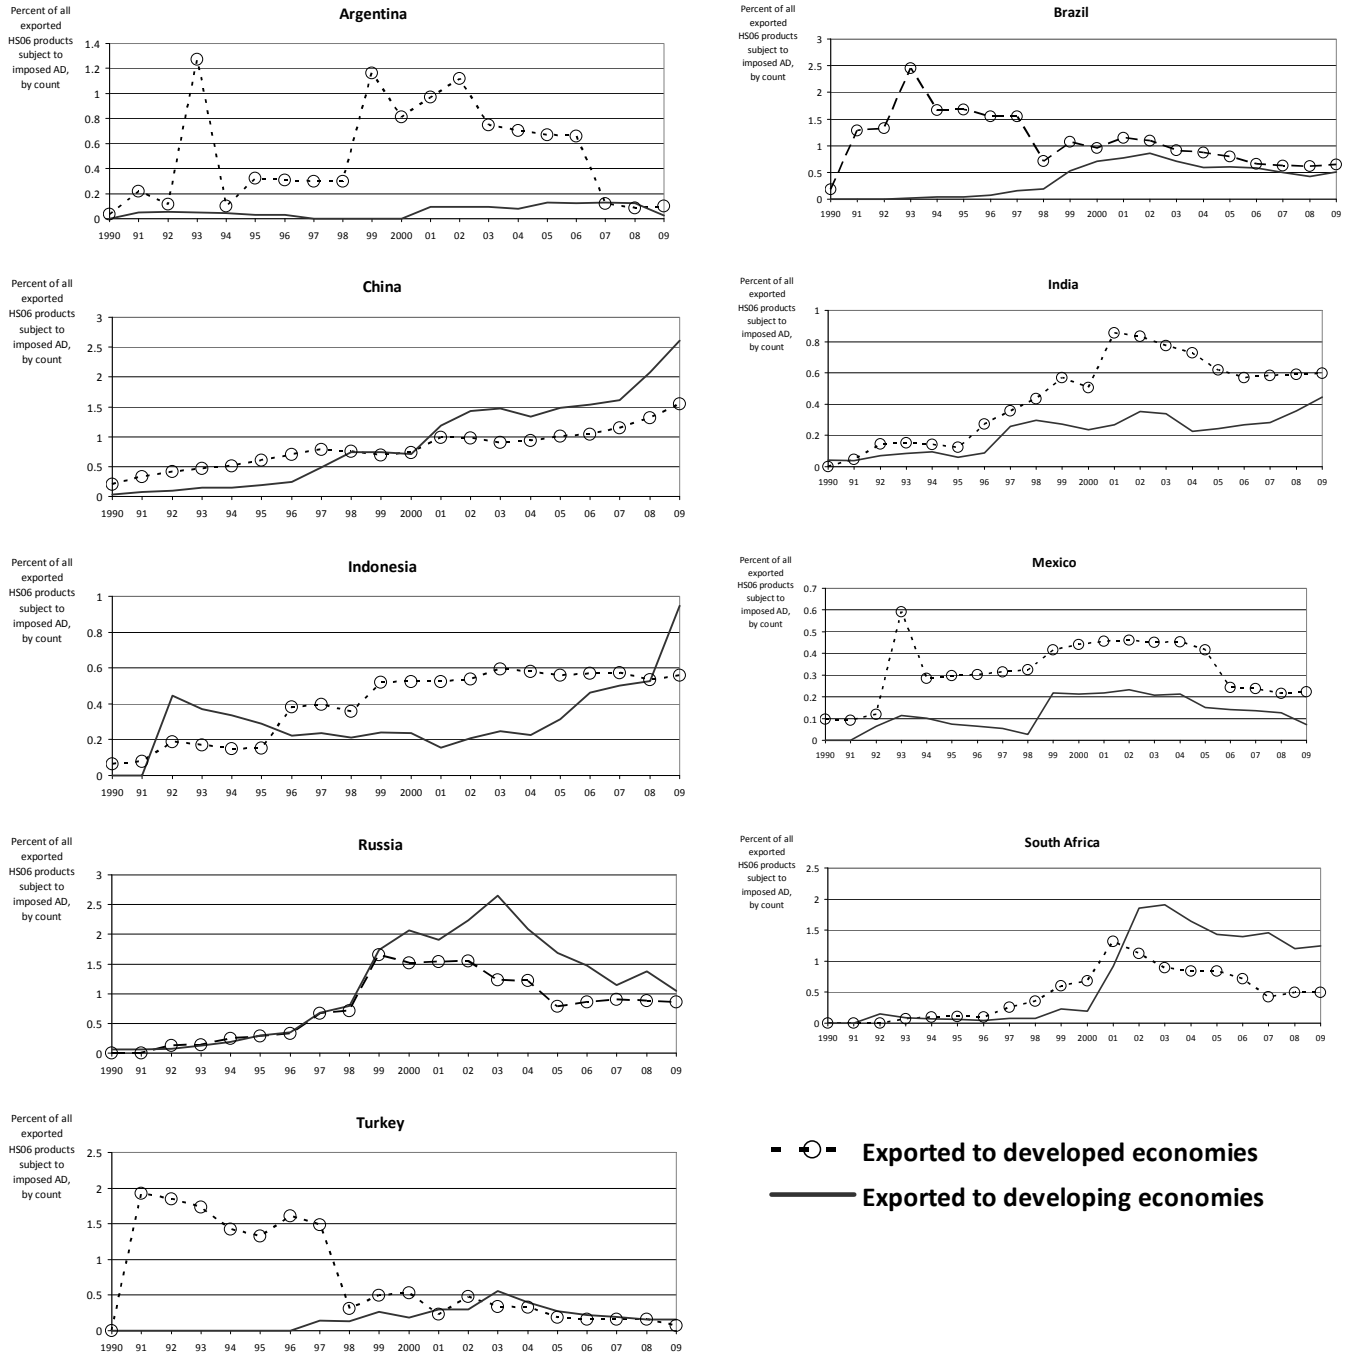 Percent of all
exported
HS06 products
subject to
imposed AD,
by count
Argentina
1.4
1.2
1
0.8
0.6
0.4
0.2
0
1990 91 92 93 94 95 96 97 98 99 2000 01 02 03 04 05 06 07 08 09
Percent of all
exported
HS06 products
subject to
imposed AD,
by count
Brazil
3
2.5
2
1.5
1
0.5
0
1990 91 92 93 94 95 96 97 98 99 2000 01 02 03 04 05 06 07 08 09
Percent of all
exported
HS06 products
subject to
imposed AD,
by count
China
3
2.5
2
1.5
1
0.5
0
1990 91 92 93 94 95 96 97 98 99 2000 01 02 03 04 05 06 07 08 09
Percent of all
exported
HS06 products
subject to
imposed AD,
by count
India
1
0.8
0.6
0.4
0.2
0
1990 91 92 93 94 95 96 97 98 99 2000 01 02 03 04 05 06 07 08 09
Percent of all
exported
HS06 products
subject to
imposed AD,
by count
Indonesia
1
0.8
0.6
0.4
0.2
0
1990 91 92 93 94 95 96 97 98 99 2000 01 02 03 04 05 06 07 08 09
Percent of all
exported
HS06 products
subject to
imposed AD,
by count
Mexico
0.7
0.6
0.5
0.4
0.3
0.2
0.1
0
1990 91 92 93 94 95 96 97 98 99 2000 01 02 03 04 05 06 07 08 09
Percent of all
exported
HS06 products
subject to
imposed AD,
by count
Russia
3
2.5
2
1.5
1
0.5
0
1990 91 92 93 94 95 96 97 98 99 2000 01 02 03 04 05 06 07 08 09
Percent of all
exported
HS06 products
subject to
imposed AD,
by count
South Africa
2.5
2
1.5
1
0.5
0
1990 91 92 93 94 95 96 97 98 99 2000 01 02 03 04 05 06 07 08 09
Percent of all
exported
HS06 products
subject to
imposed AD,
by count
Turkey
2.5
2
1.5
1
0.5
0
1990 91 92 93 94 95 96 97 98 99 2000 01 02 03 04 05 06 07 08 09
Exported to developed economies
Exported to developing economies